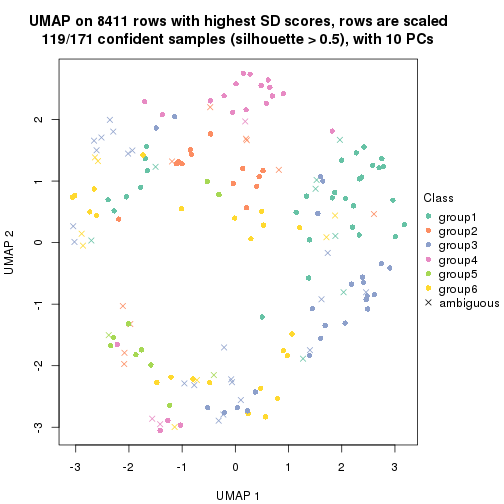 UMAP on 8411 rows with highest SD scores, rows are scaled
119/171 confident samples (silhouette > 0.5), with 10 PCs
2
1
0
-1
-2
-3
UMAP 2
-3 -2 -1 0 1 2 3
UMAP 1
Class
group1
group2
group3
group4
group5
group6
ambiguous